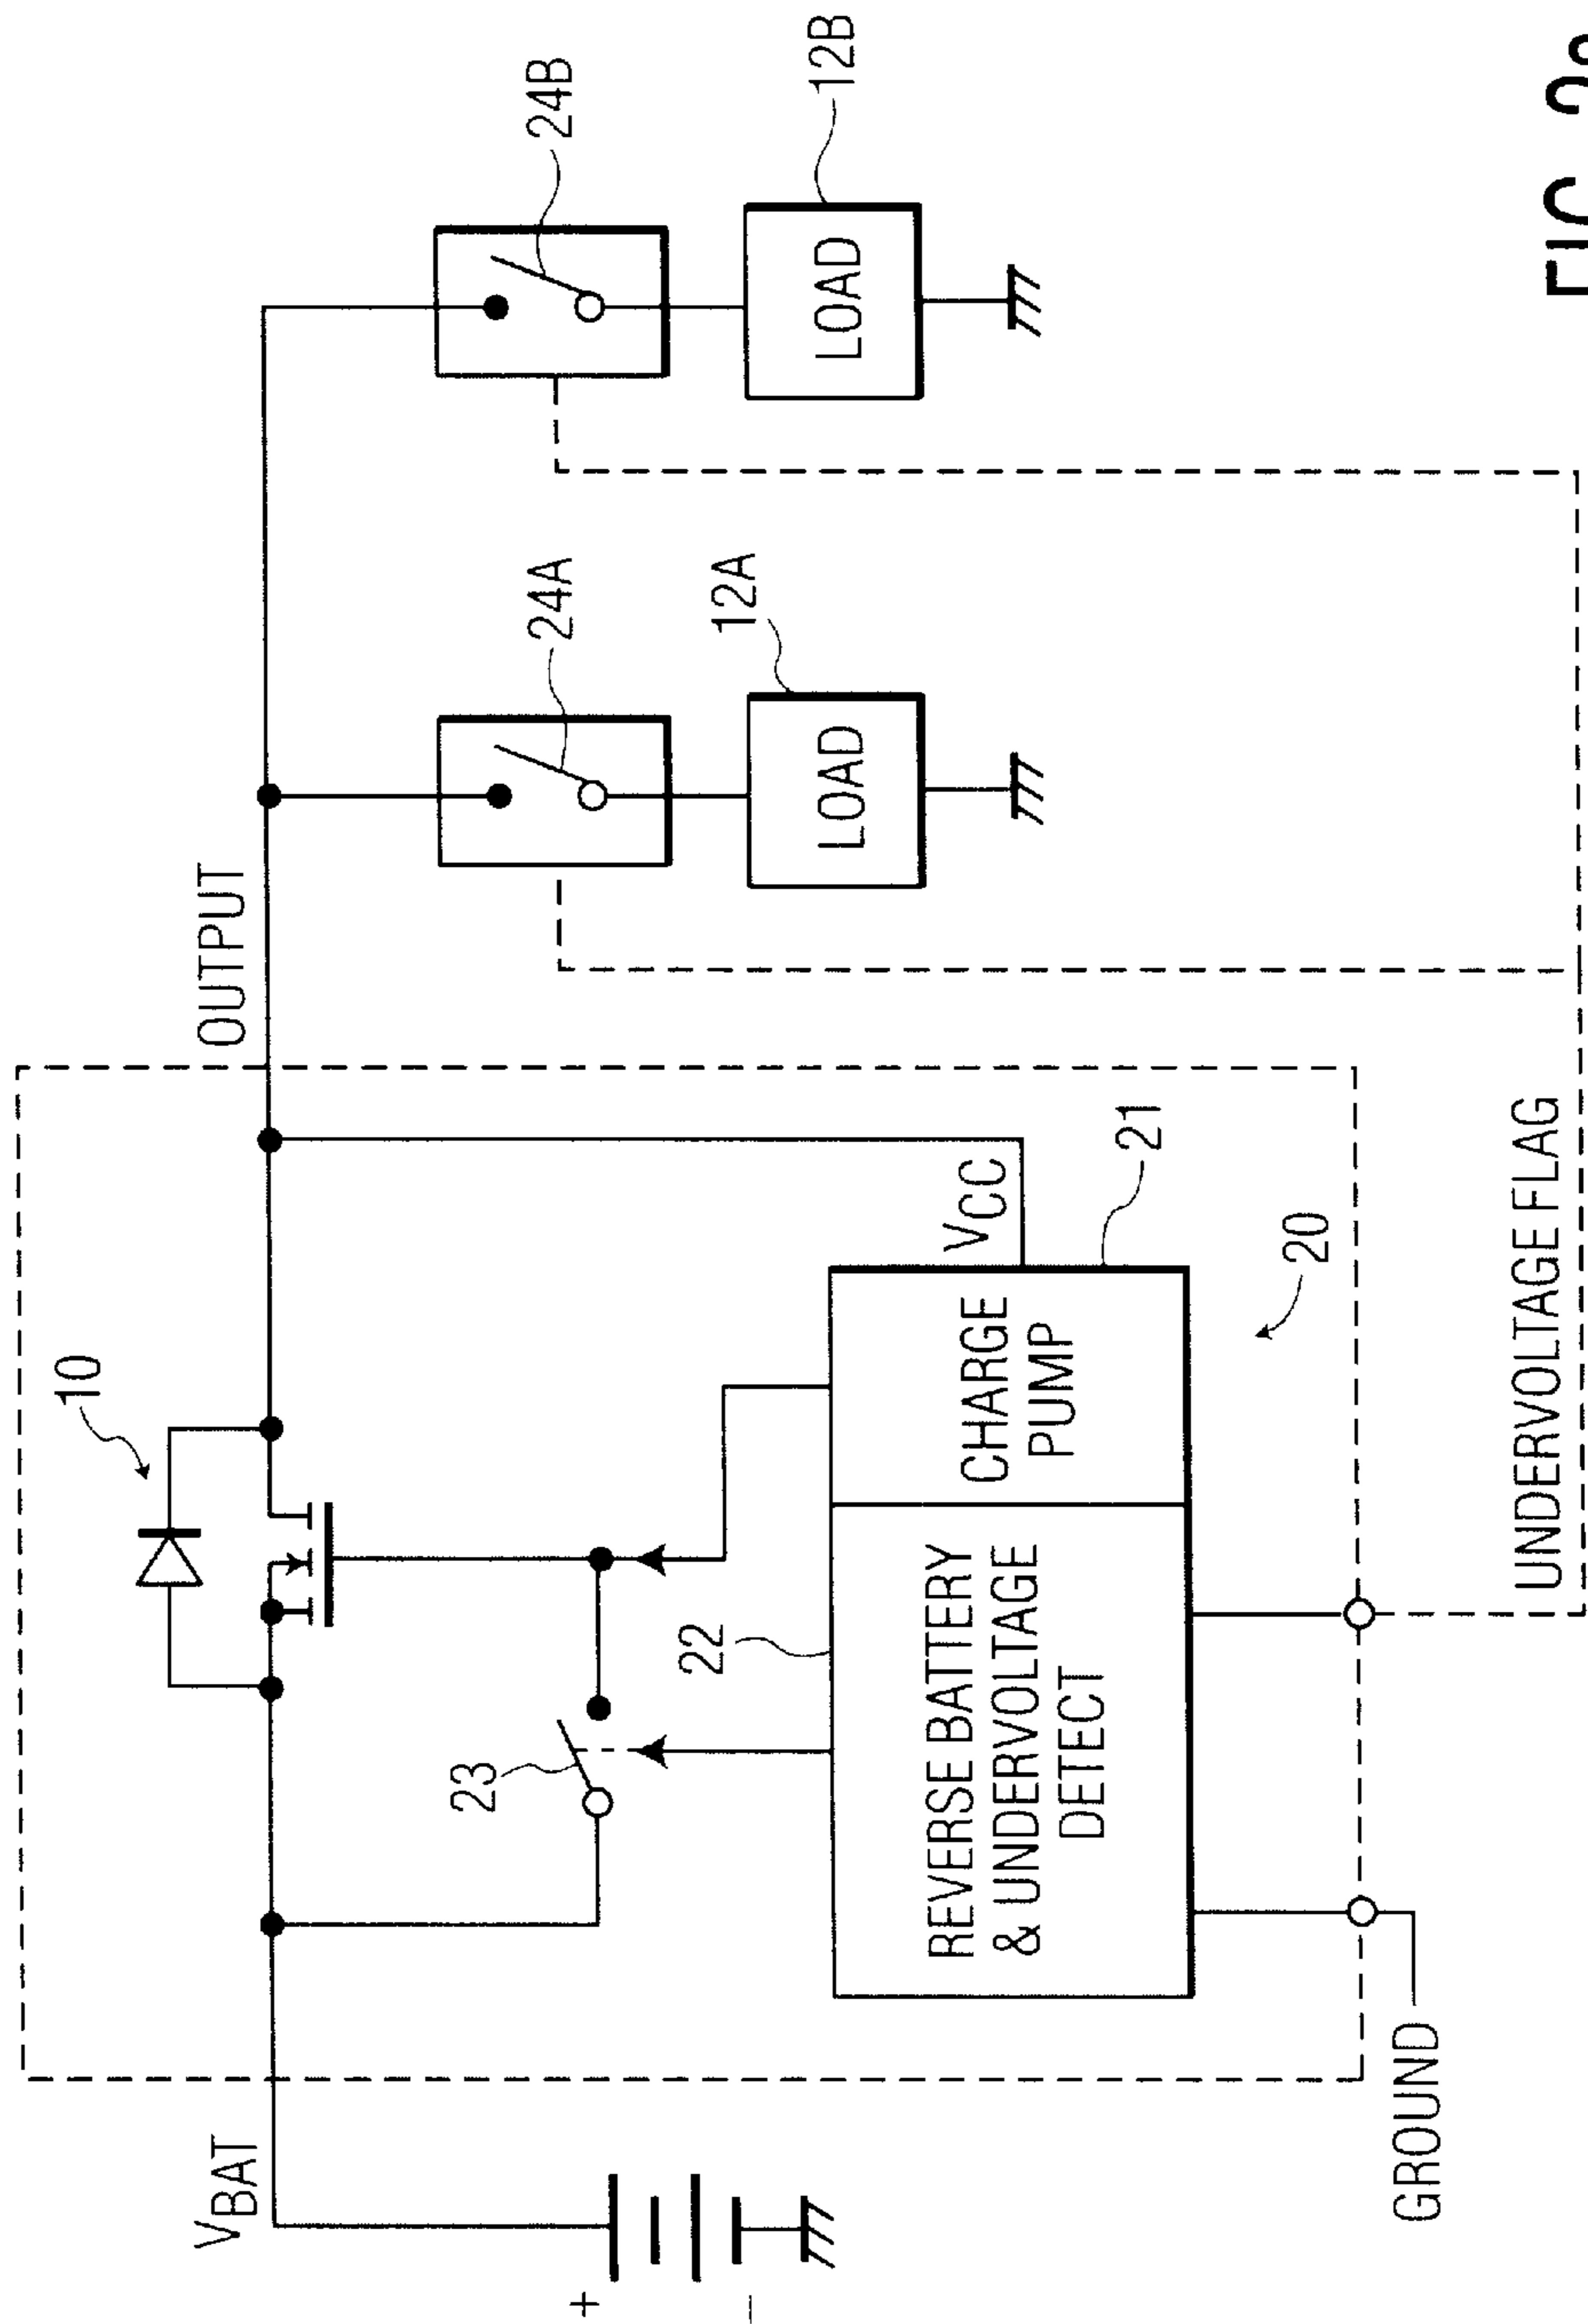 10
OUTPUT
VBAT
+
−
24A
24B
12A
12B
LOAD
LOAD
23
22
REVERSE BATTERY
& UNDERVOLTAGE
DETECT
CHARGE
PUMP
VCC
21
20
GROUND
UNDERVOLTAGE FLAG
FIG.